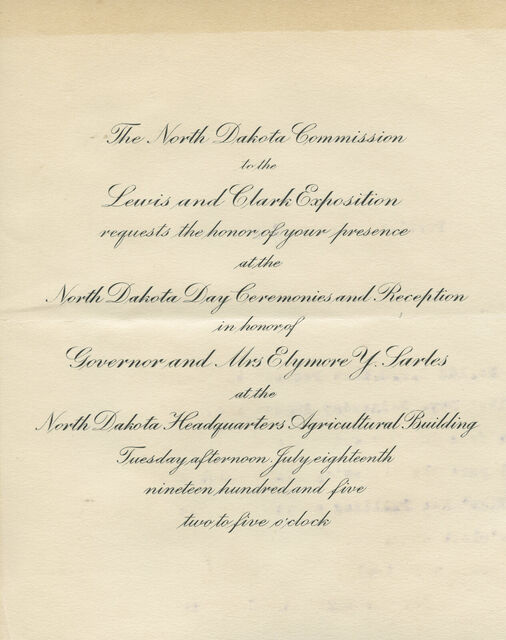 The North Dakota Commission
to the
Lewis and Clark Exposition
requests the honor of your presence
at the
North Dakota Day Ceremonies and Reception
in honor of
Governor and Mrs Elymore Y. Sarles
at the
North Dakota Headquarters Agricultural Building
Tuesday afternoon July eighteenth
nineteen hundred and five
two to five o'clock